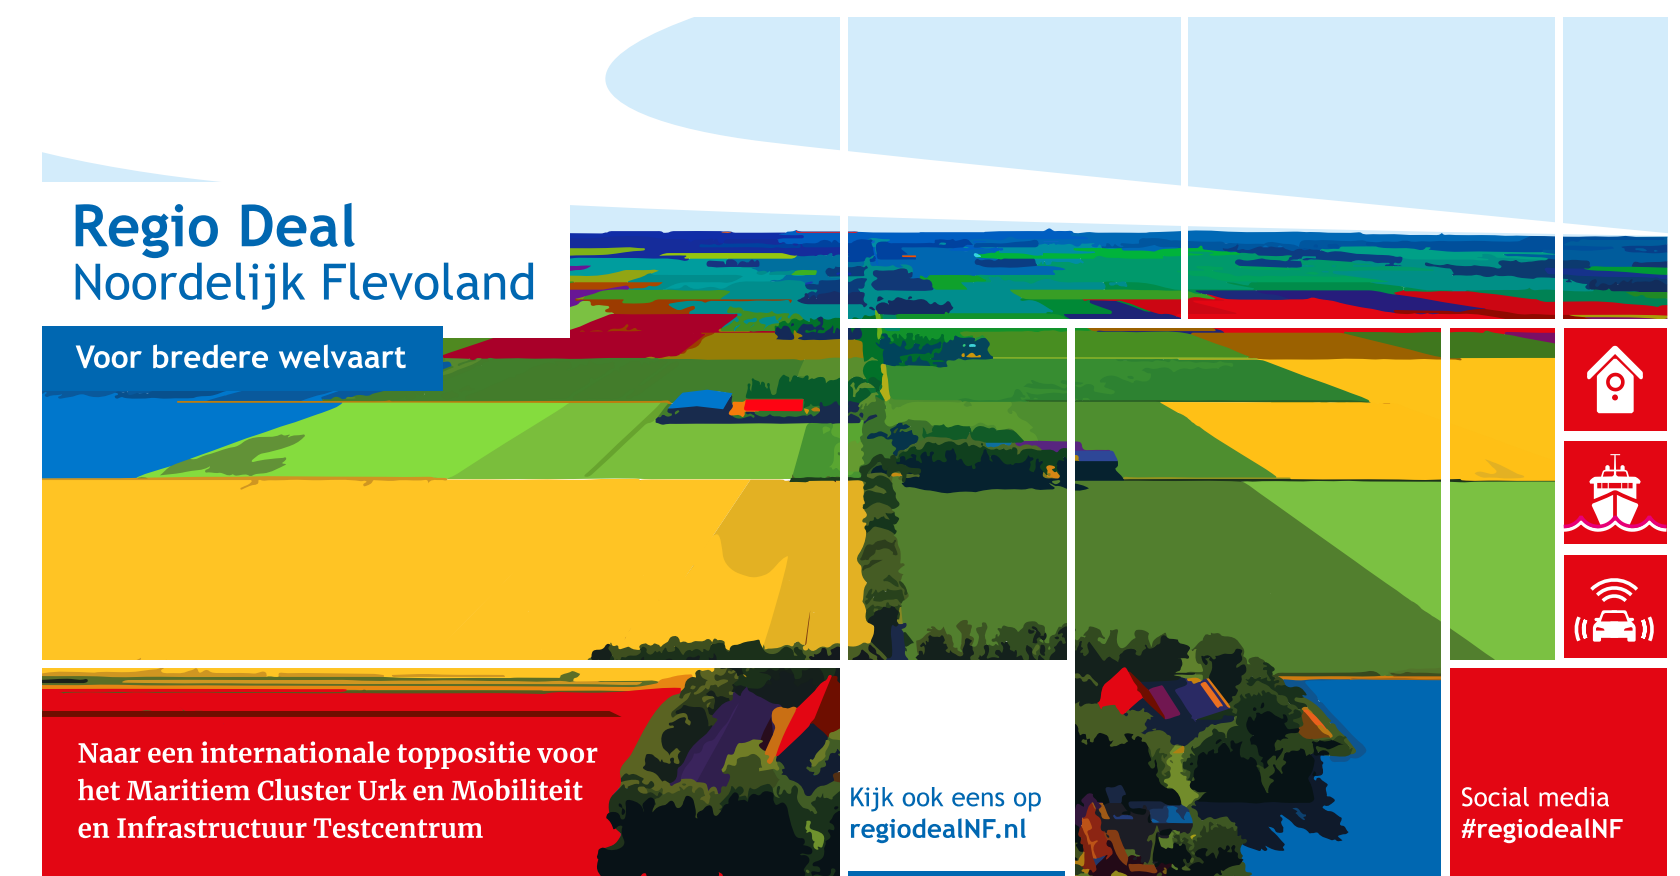 Regio Deal
Noordelijk Flevoland
Voor bredere welvaart
Naar een internationale toppositie voor
het Maritiem Cluster Urk en Mobiliteit
en Infrastructuur Testcentrum
Kijk ook eens op
regiodealNF.nl
Social media
#regiodealNF